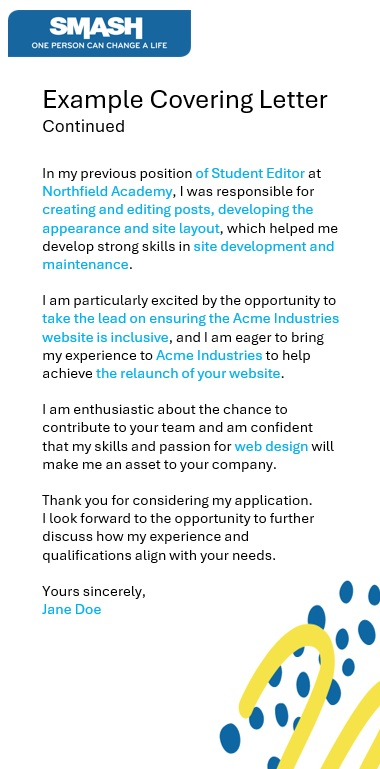 SMASH
ONE PERSON CAN CHANGE A LIFE
Example Covering Letter
Continued
In my previous position of Student Editor at
Northfield Academy, I was responsible for
creating and editing posts, developing the
appearance and site layout, which helped me
develop strong skills in site development and
maintenance.
I am particularly excited by the opportunity to
take the lead on ensuring the Acme Industries
website is inclusive, and I am eager to bring
my experience to Acme Industries to help
achieve the relaunch of your website.
I am enthusiastic about the chance to
contribute to your team and am confident
that my skills and passion for web design will
make me an asset to your company.
Thank you for considering my application.
I look forward to the opportunity to further
discuss how my experience and
qualifications align with your needs.
Yours sincerely,
Jane Doe